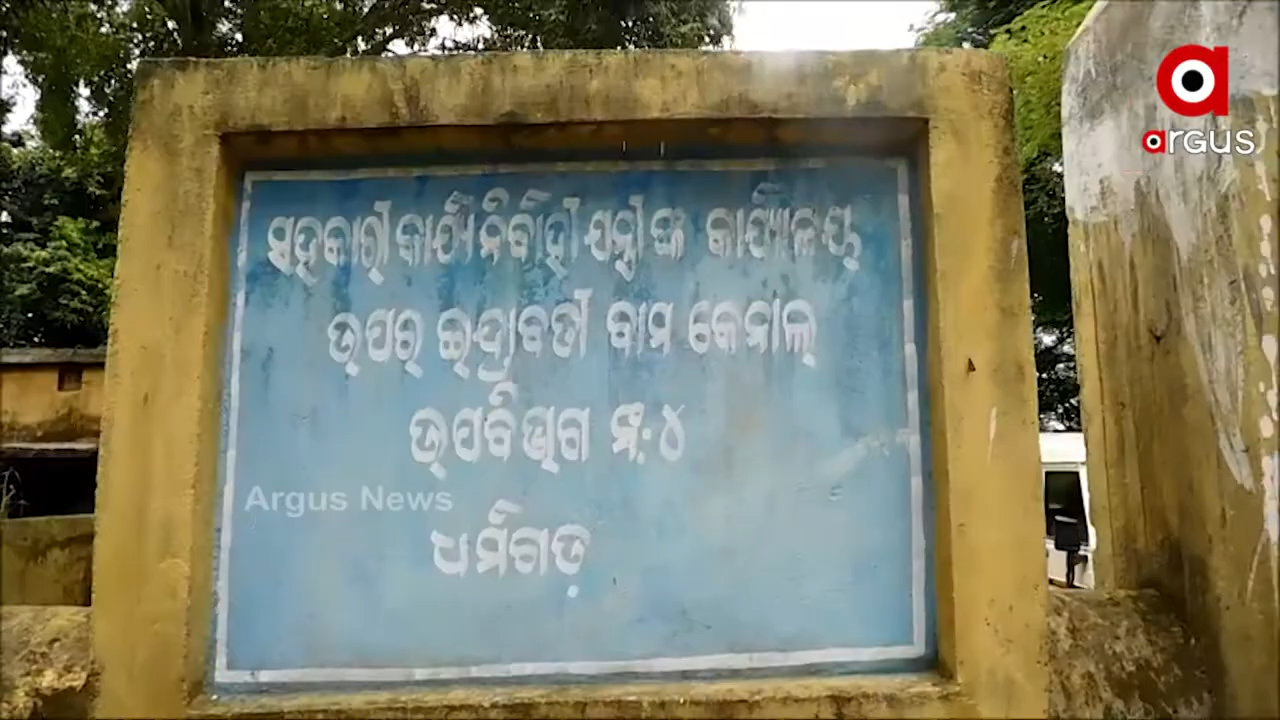 argus
ସହକାରୀ କାର୍ଯ୍ୟନିର୍ବାହୀ ଯନ୍ତ୍ରୀଙ୍କ କାର୍ଯ୍ୟାଳୟ
ଉପର ଇନ୍ଦ୍ରାବତୀ ବାମ କେନାଲ୍
ଉପବିଭାଗ ନଂ.୪
Argus News
ଧର୍ମଗଡ଼